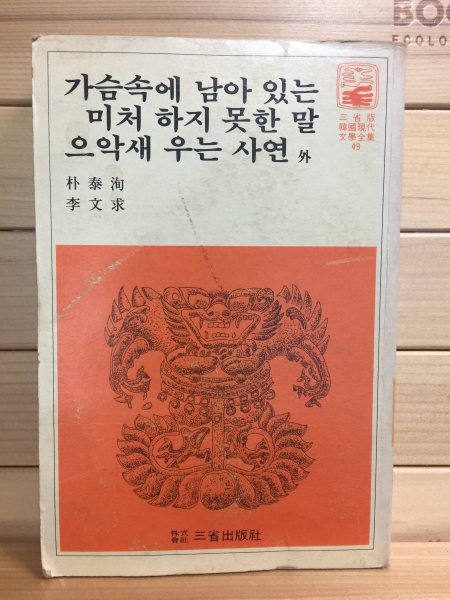 BOO
ECOLO
가슴속에 남아 있는
미처 하지 못한 말
으악새 우는 사연 外
朴泰洵
李文求
三省版
韓國現代
文學全集
49
株式會社 三省出版社